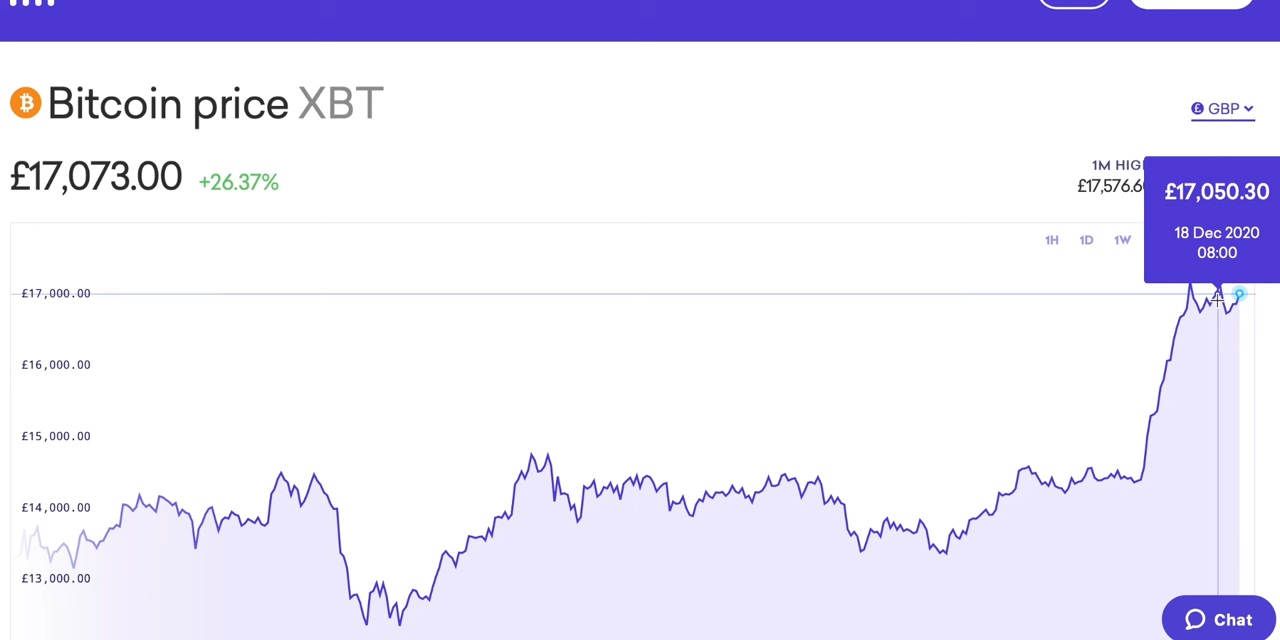 Bitcoin price XBT
GBP
£17,073.00 +26.37%
1M HIGH
£17,576.60
£17,050.30
18 Dec 2020
08:00
1H 1D 1W
£17,000.00
£16,000.00
£15,000.00
£14,000.00
£13,000.00
Chat